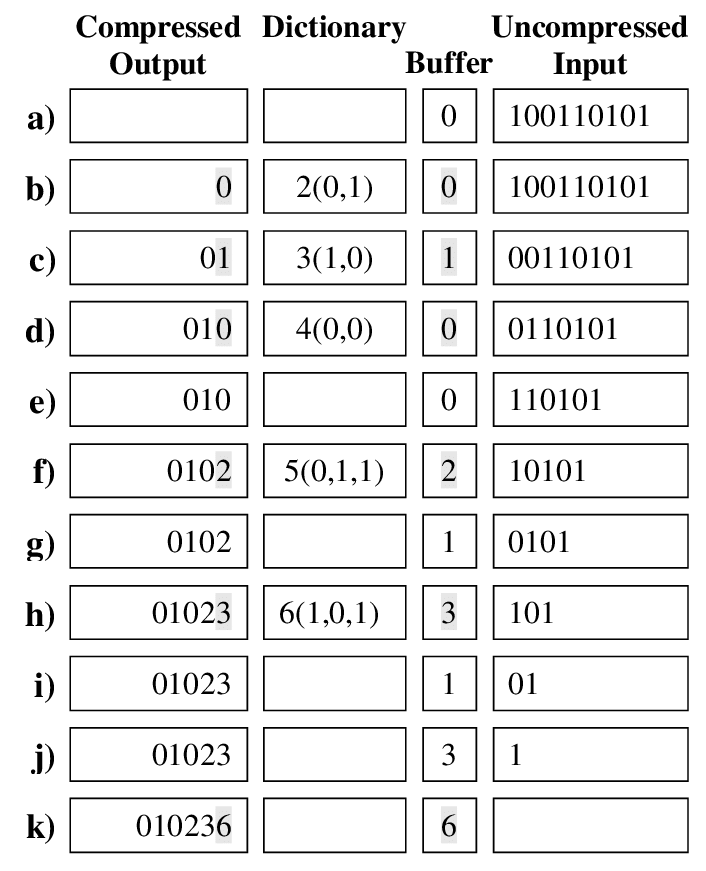 Compressed Output Dictionary Buffer Uncompressed Input
a) 0 100110101
b) 0 2(0,1) 0 100110101
c) 01 3(1,0) 1 00110101
d) 010 4(0,0) 0 0110101
e) 010 0 110101
f) 0102 5(0,1,1) 2 10101
g) 0102 1 0101
h) 01023 6(1,0,1) 3 101
i) 01023 1 01
j) 01023 3 1
k) 010236 6